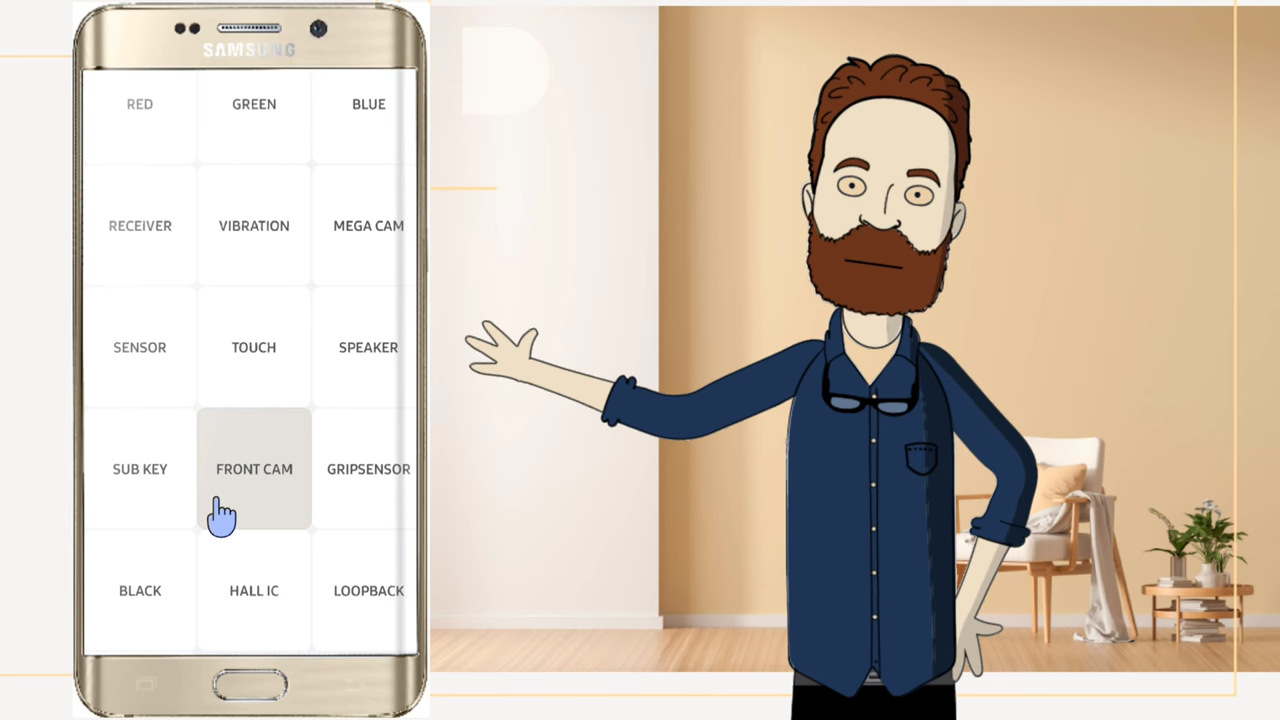 SAMSUNG
RED GREEN BLUE
RECEIVER VIBRATION MEGA CAM
SENSOR TOUCH SPEAKER
SUB KEY FRONT CAM GRIPSENSOR
BLACK HALL IC LOOPBACK